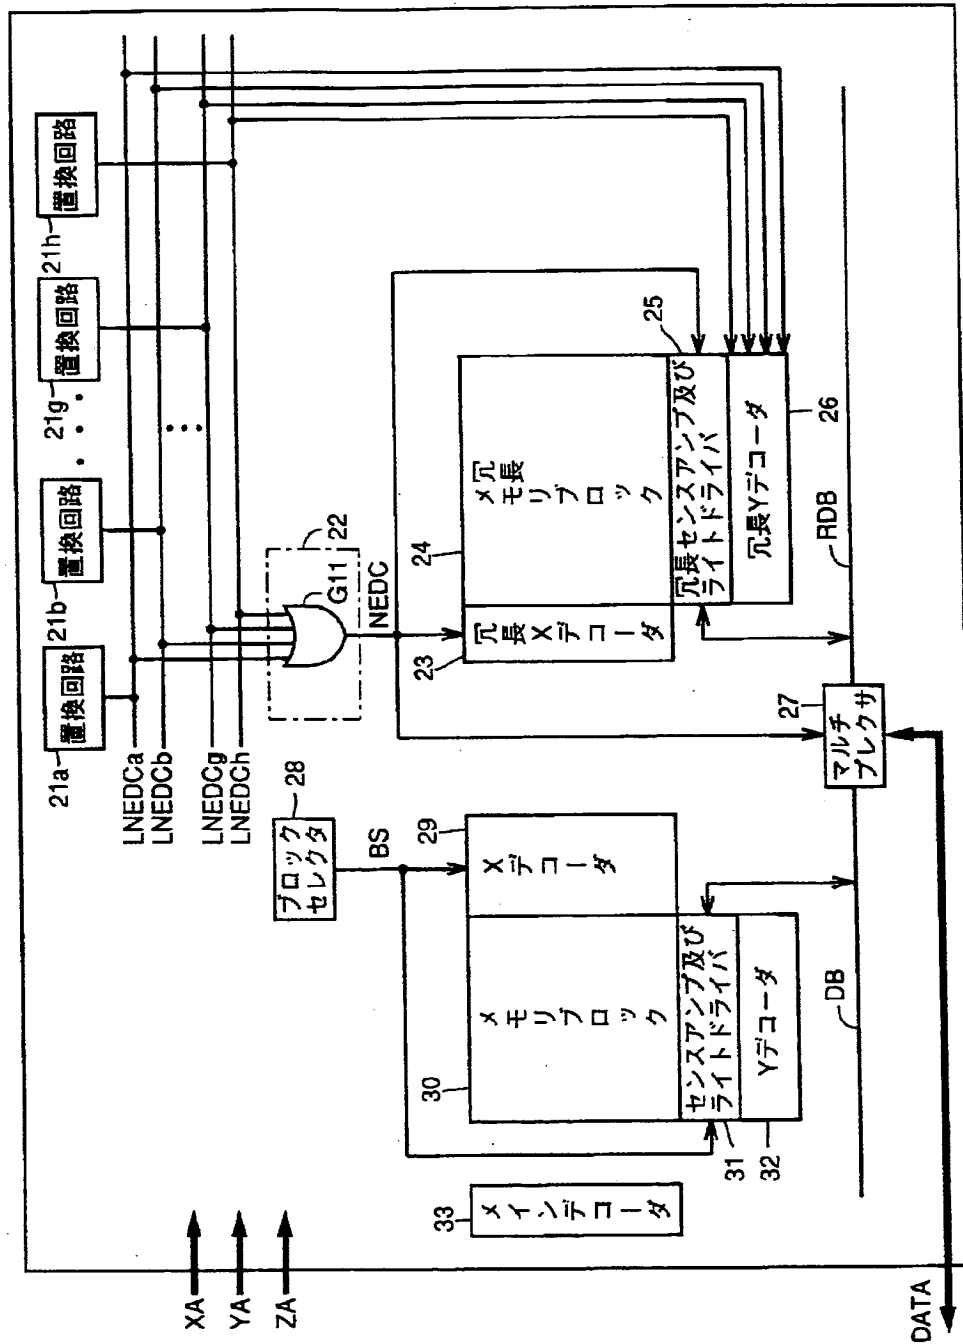 21a
置換回路
21b
置換回路
21g
置換回路
21h
置換回路
LNEDCa
LNEDCb
LNEDCg
LNEDCh
22
G11
NEDC
28
ブロック
セレクタ
BS
29
Xデコーダ
30
メモリブロック
31
センスアンプ及び
ライトドライバ
32
Yデコーダ
33
メインデコーダ
23
冗長Xデコーダ
24
冗長
メモリブロック
25
冗長センスアンプ及び
ライトドライバ
26
冗長Yデコーダ
27
マルチ
プレクサ
DB
RDB
XA
YA
ZA
DATA